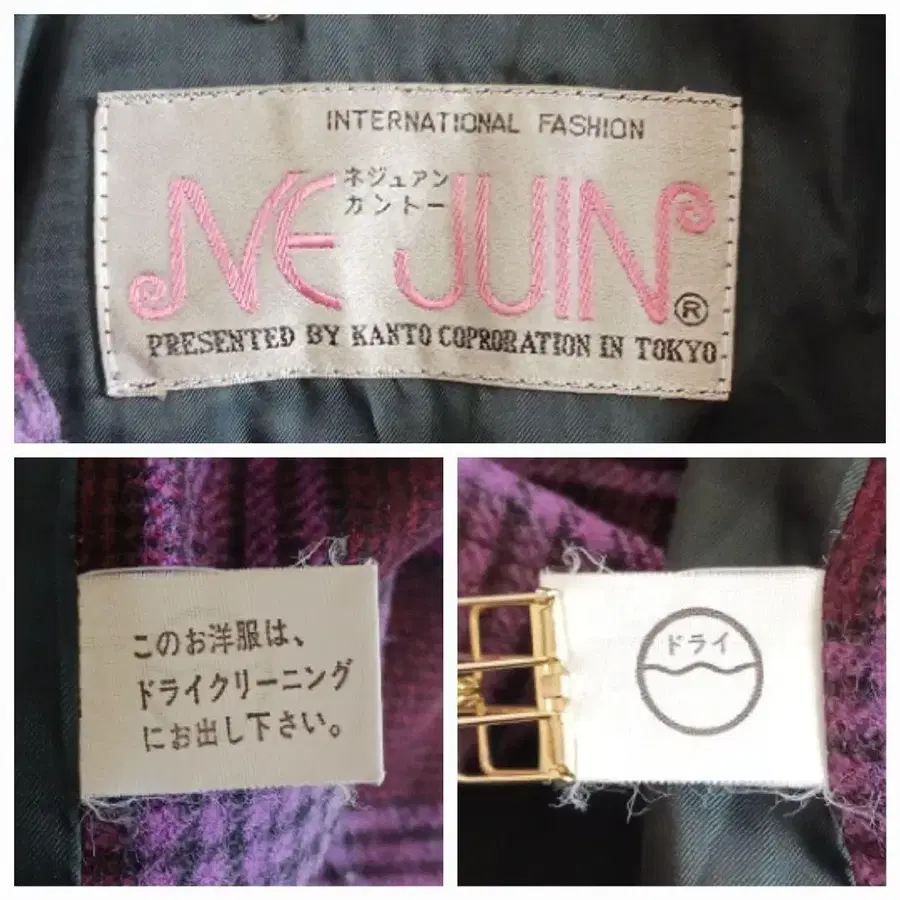 INTERNATIONAL FASHION
ネジュアン
カントー
NE JUIN ®
PRESENTED BY KANTO COPRORATION IN TOKYO
このお洋服は、
ドライクリーニング
にお出し下さい。
ドライ